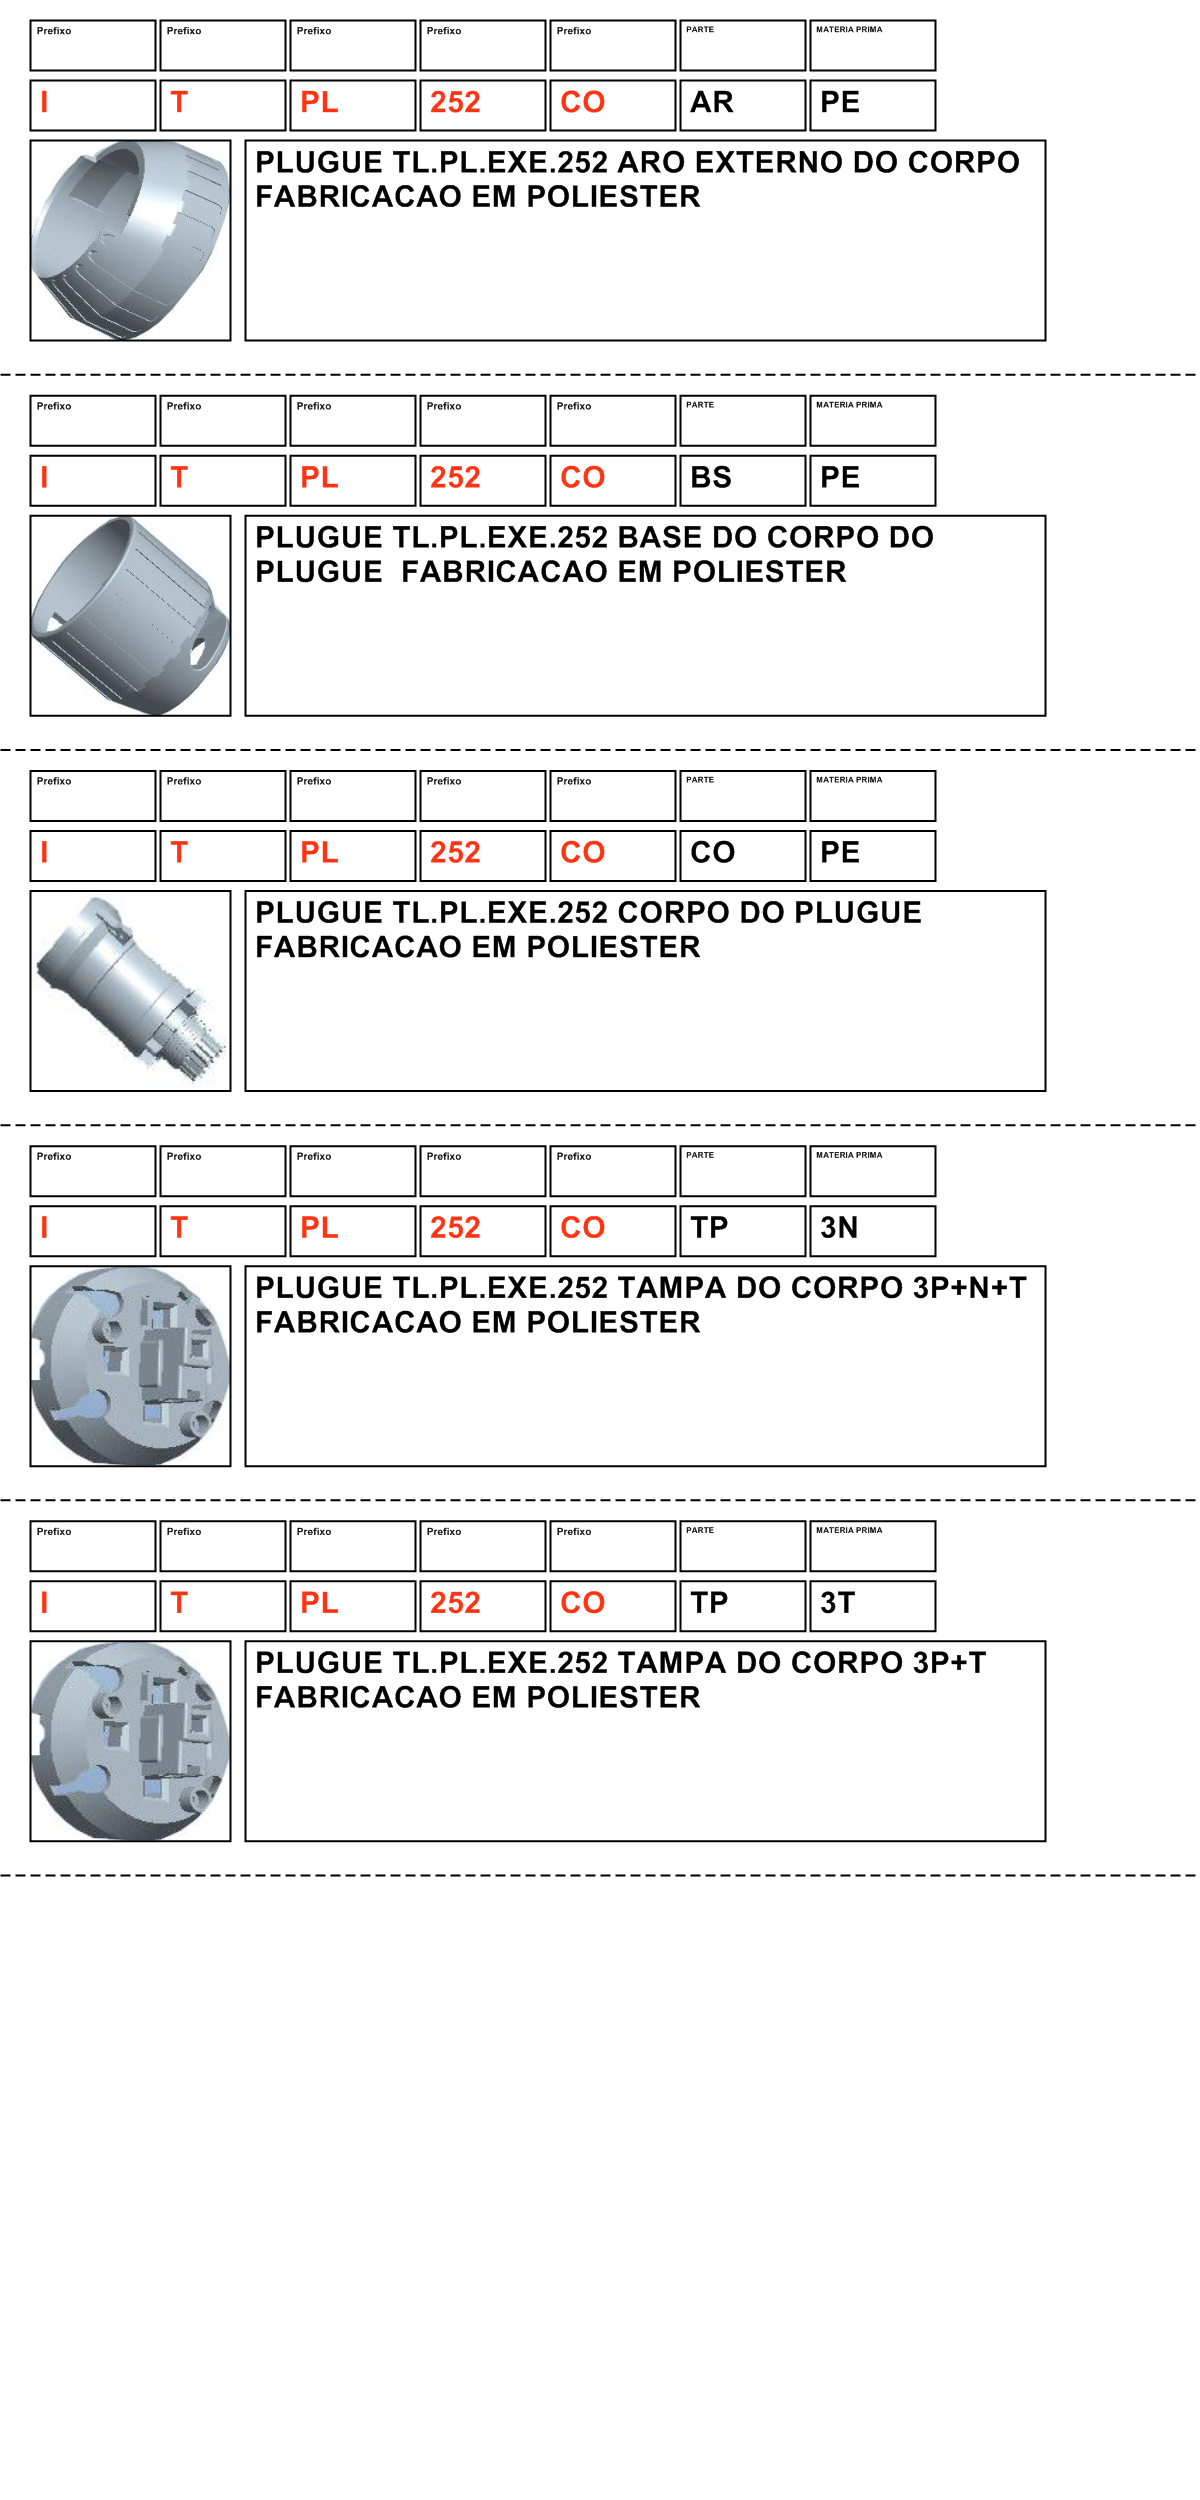 Prefixo Prefixo Prefixo Prefixo Prefixo PARTE MATERIA PRIMA
I T PL 252 CO AR PE
PLUGUE TL.PL.EXE.252 ARO EXTERNO DO CORPO
FABRICACAO EM POLIESTER
Prefixo Prefixo Prefixo Prefixo Prefixo PARTE MATERIA PRIMA
I T PL 252 CO BS PE
PLUGUE TL.PL.EXE.252 BASE DO CORPO DO
PLUGUE  FABRICACAO EM POLIESTER
Prefixo Prefixo Prefixo Prefixo Prefixo PARTE MATERIA PRIMA
I T PL 252 CO CO PE
PLUGUE TL.PL.EXE.252 CORPO DO PLUGUE
FABRICACAO EM POLIESTER
Prefixo Prefixo Prefixo Prefixo Prefixo PARTE MATERIA PRIMA
I T PL 252 CO TP 3N
PLUGUE TL.PL.EXE.252 TAMPA DO CORPO 3P+N+T
FABRICACAO EM POLIESTER
Prefixo Prefixo Prefixo Prefixo Prefixo PARTE MATERIA PRIMA
I T PL 252 CO TP 3T
PLUGUE TL.PL.EXE.252 TAMPA DO CORPO 3P+T
FABRICACAO EM POLIESTER